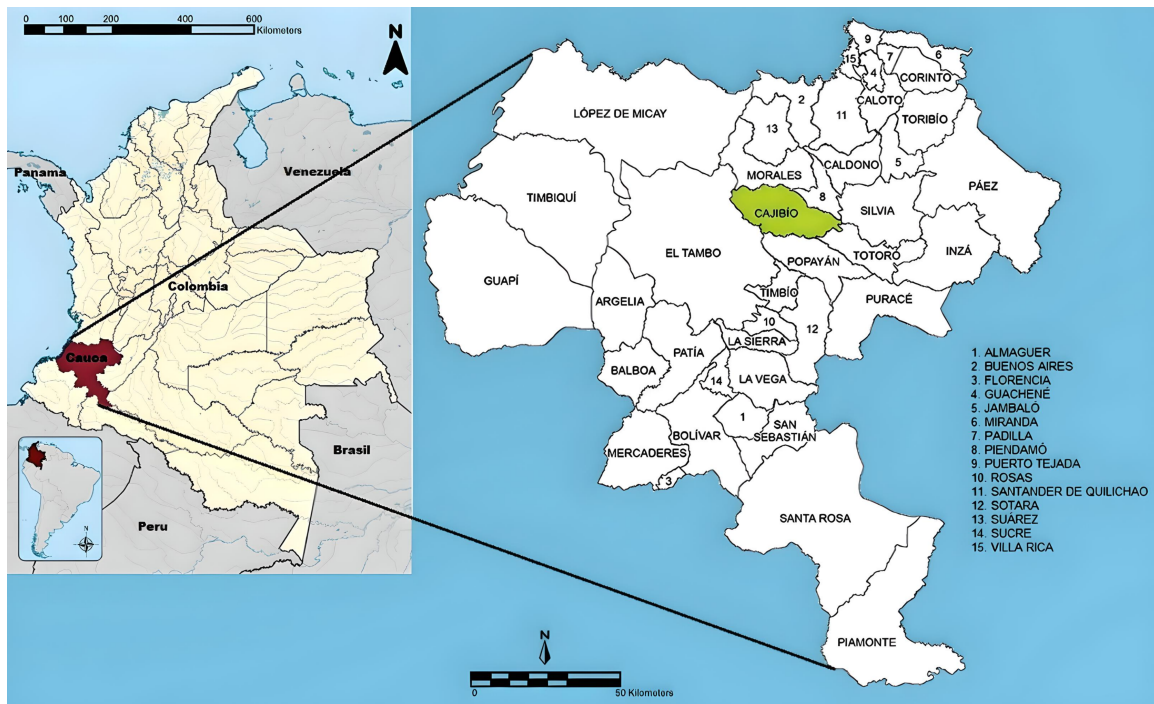 0 100 200 400 600
Kilometors
N
Panama
Venezuela
Colombia
Cauca
Brasil
Peru
N
9
15
7
6
4
CORINTO
2
CALOTO
LÓPEZ DE MICAY
13
11
TORIBÍO
CALDONO
5
MORALES
PÁEZ
TIMBIQUÍ
8
SILVIA
CAJIBÍO
EL TAMBO
TOTORÓ
INZÁ
POPAYÁN
GUAPÍ
ARGELIA
TIMBÍO
PURACÉ
10
12
LA SIERRA
PATÍA
BALBOA
14
LA VEGA
1
SAN
SEBASTIÁN
BOLÍVAR
MERCADERES
3
SANTA ROSA
PIAMONTE
1. ALMAGUER
2. BUENOS AIRES
3. FLORENCIA
4. GUACHENÉ
5. JAMBALÓ
6. MIRANDA
7. PADILLA
8. PIENDAMÓ
9. PUERTO TEJADA
10. ROSAS
11. SANTANDER DE QUILICHAO
12. SOTARA
13. SUÁREZ
14. SUCRE
15. VILLA RICA
N
0 50 Kilomotors